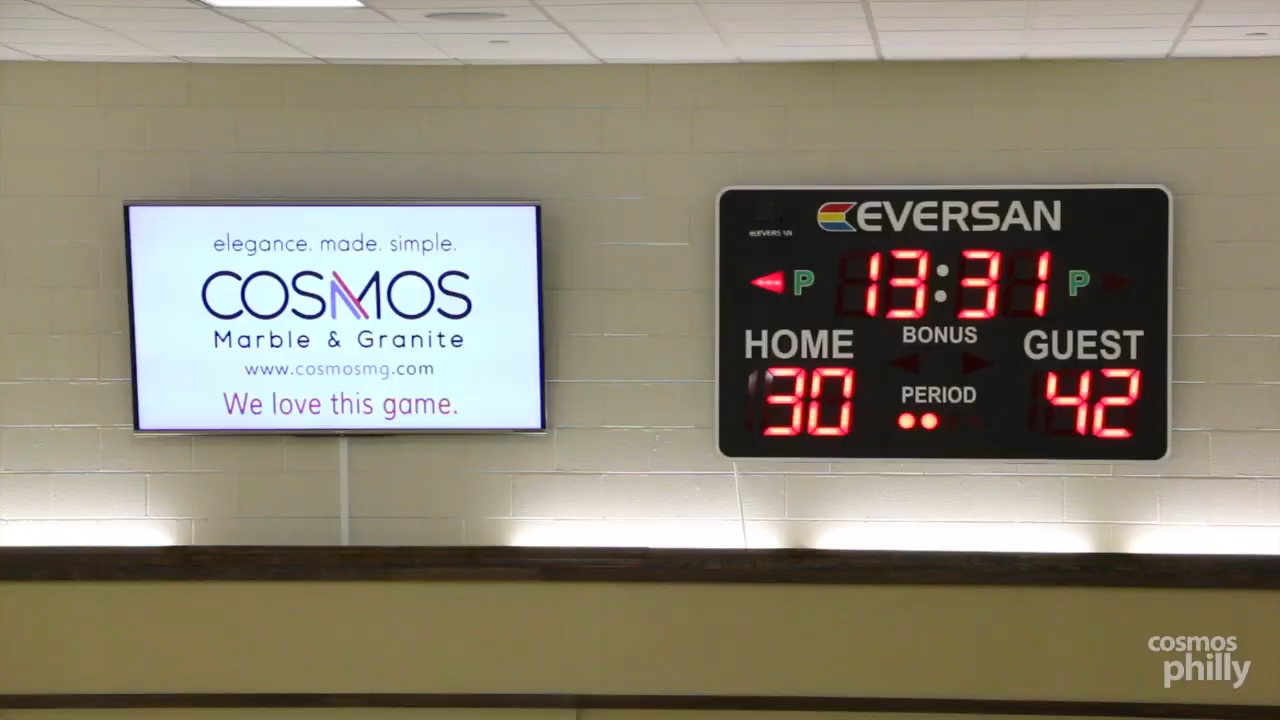 elegance. made. simple.
COSMOS
Marble & Granite
www.cosmosmg.com
We love this game.
EVERSAN
EVERSAN
P 13:31 P
BONUS
HOME GUEST
30 42
PERIOD
cosmos
philly